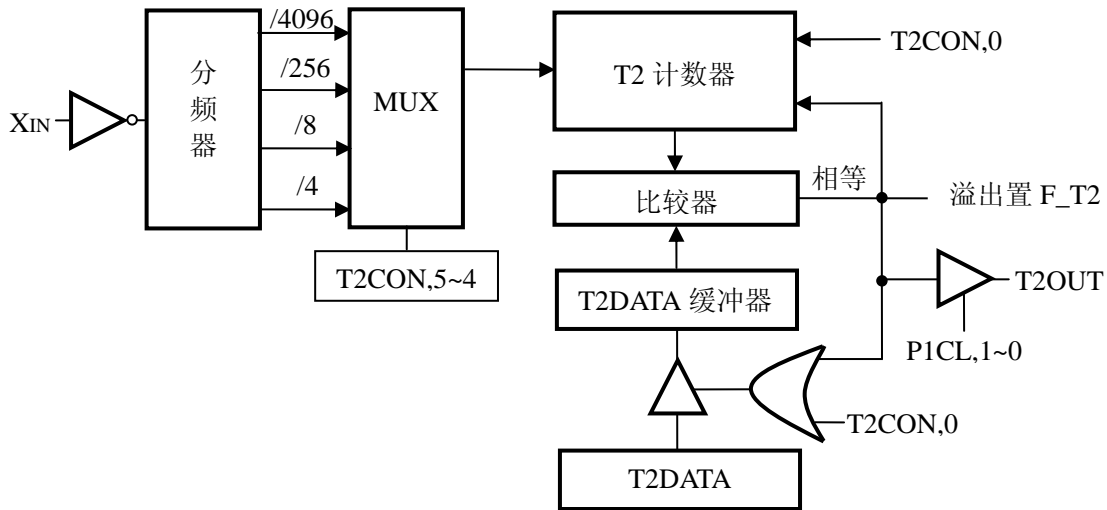 XIN
分
频
器
/4096
/256
/8
/4
MUX
T2CON,5~4
T2 计数器
T2CON,0
比较器
相等
溢出置 F_T2
T2DATA 缓冲器
T2OUT
P1CL,1~0
T2CON,0
T2DATA